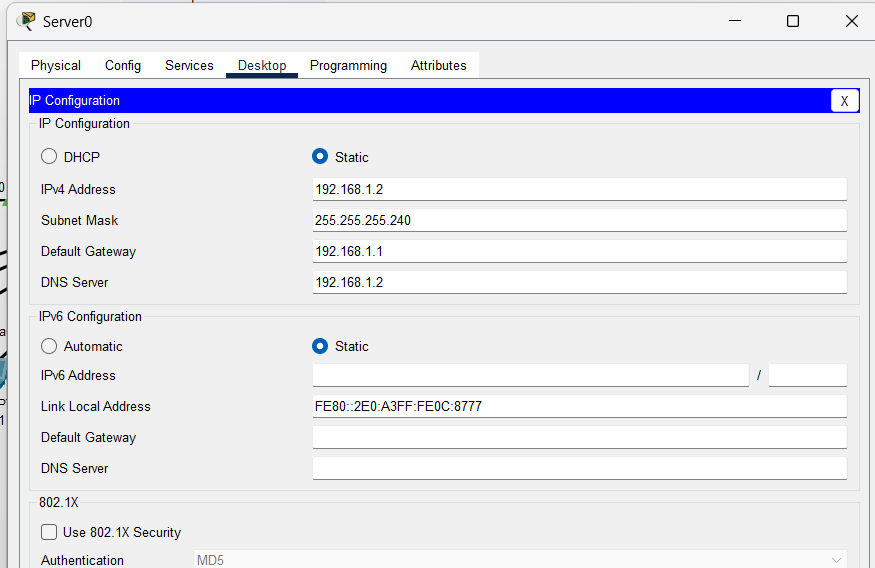 Server0
Physical Config Services Desktop Programming Attributes
IP Configuration X
IP Configuration
DHCP Static
IPv4 Address 192.168.1.2
Subnet Mask 255.255.255.240
Default Gateway 192.168.1.1
DNS Server 192.168.1.2
IPv6 Configuration
Automatic Static
IPv6 Address /
Link Local Address FE80::2E0:A3FF:FE0C:8777
Default Gateway
DNS Server
802.1X
Use 802.1X Security
Authentication MD5